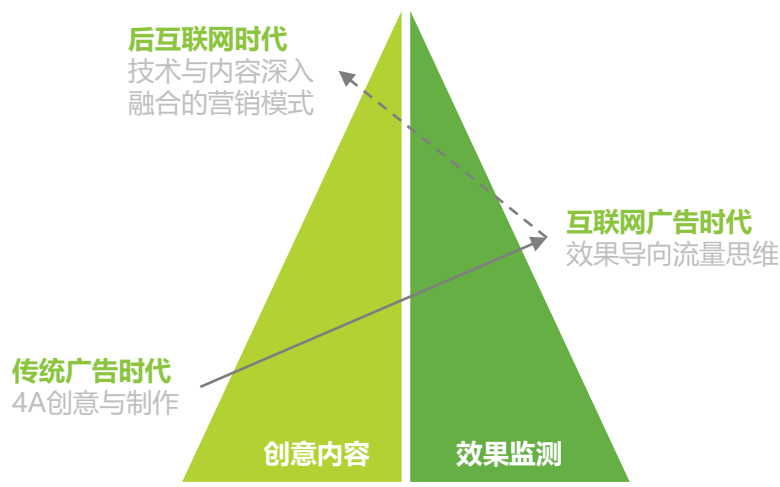 后互联网时代
技术与内容深入
融合的营销模式
互联网广告时代
效果导向流量思维
传统广告时代
4A创意与制作
创意内容
效果监测